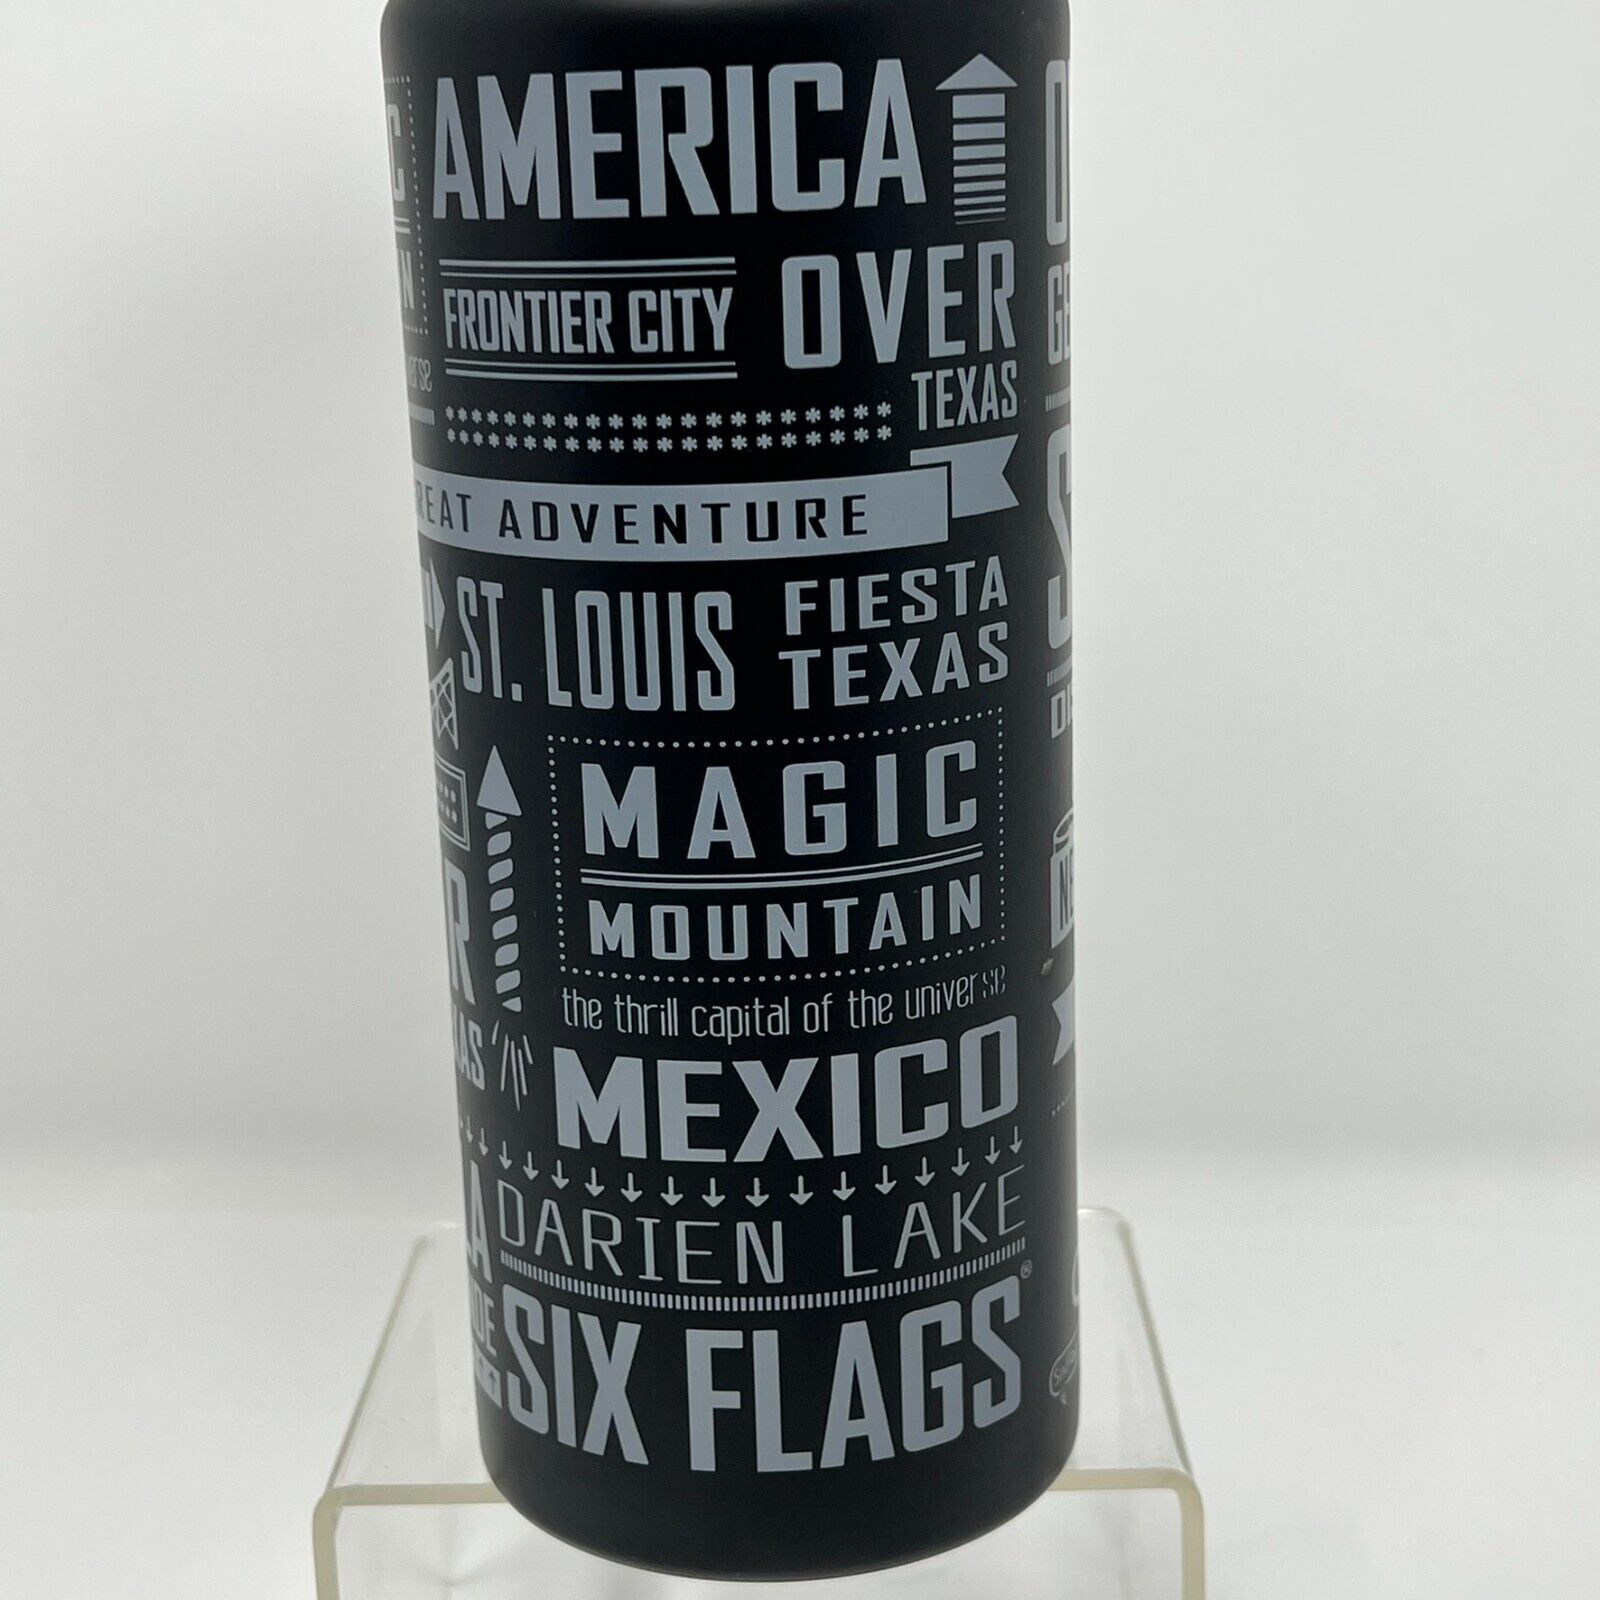 AMERICA
FRONTIER CITY
OVER
TEXAS
ADVENTURE
ST. LOUIS
FIESTA
TEXAS
MAGIC
MOUNTAIN
the thrill capital of the universe
MEXICO
DARIEN LAKE
SIX FLAGS®